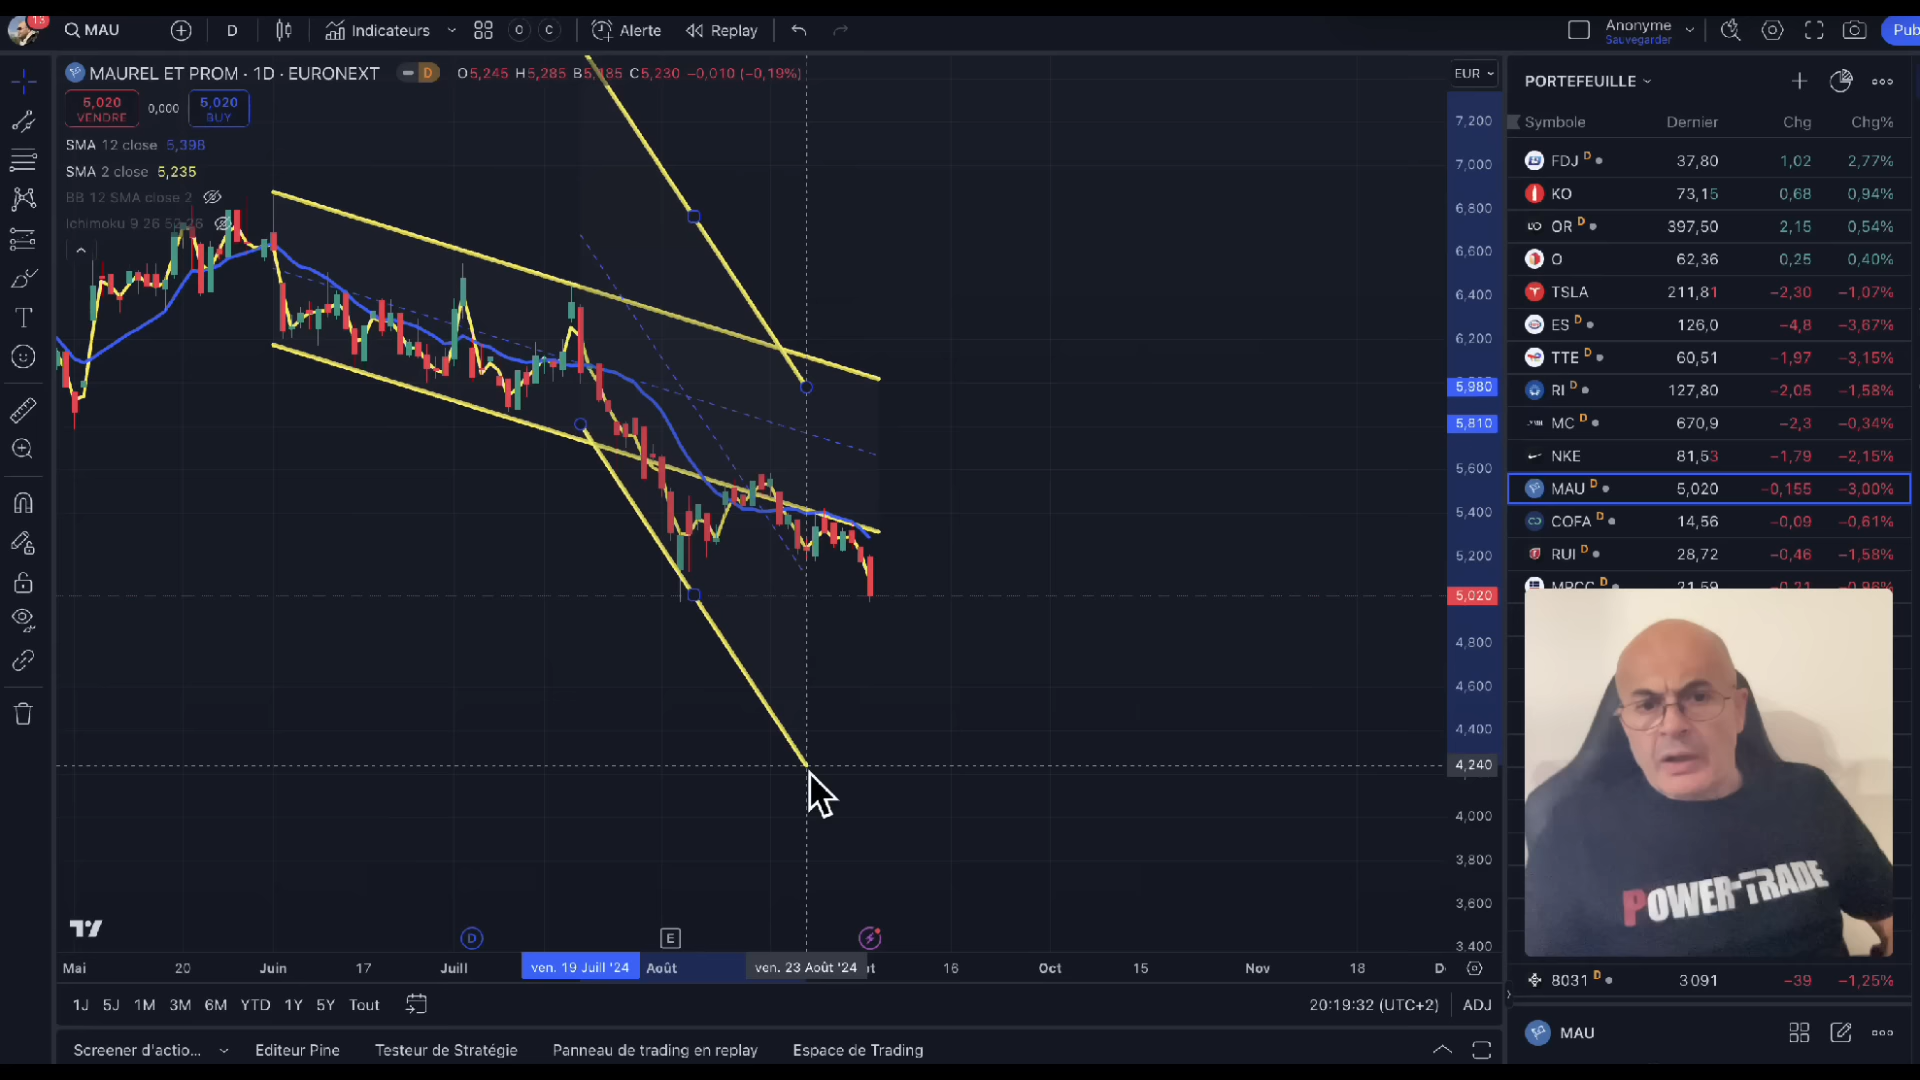 13
MAU
D
Indicateurs
O
C
Alerte
Replay
Anonyme
Sauvegarder
Pub
MAUREL ET PROM · 1D · EURONEXT
D
O5,245 H5,285 B5,185 C5,230 −0,010 (−0,19%)
EUR
5,020
VENDRE
0,000
5,020
BUY
SMA 12 close 5,398
SMA 2 close 5,235
BB 12 SMA close 2
Ichimoku 9 26 52 26
7,200
7,000
6,800
6,600
6,400
6,200
5,980
5,810
5,600
5,400
5,200
5,020
4,800
4,600
4,400
4,240
4,000
3,800
3,600
3,400
D
E
Mai
20
Juin
17
Juill
ven. 19 Juill '24
Août
ven. 23 Août '24
16
Oct
15
Nov
18
1J
5J
1M
3M
6M
YTD
1Y
5Y
Tout
20:19:32 (UTC+2)
ADJ
Screener d'actio...
Editeur Pine
Testeur de Stratégie
Panneau de trading en replay
Espace de Trading
PORTEFEUILLE
Symbole Dernier Chg Chg%
FDJ D 37,80 1,02 2,77%
KO 73,15 0,68 0,94%
OR D 397,50 2,15 0,54%
O 62,36 0,25 0,40%
TSLA 211,81 −2,30 −1,07%
ES D 126,0 −4,8 −3,67%
TTE D 60,51 −1,97 −3,15%
RI D 127,80 −2,05 −1,58%
MC D 670,9 −2,3 −0,34%
NKE 81,53 −1,79 −2,15%
MAU D 5,020 −0,155 −3,00%
COFA D 14,56 −0,09 −0,61%
RUI D 28,72 −0,46 −1,58%
POWER-TRADE
8031 D 3 091 −39 −1,25%
MAU